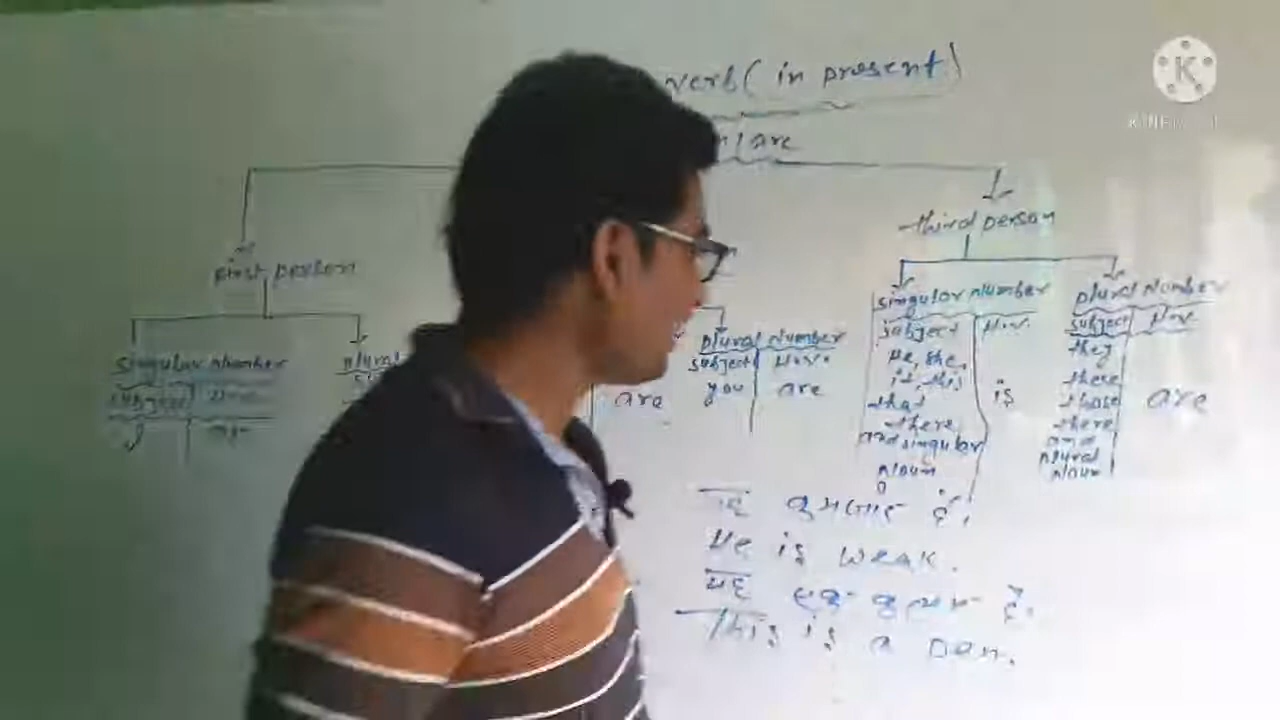 verb ( in present )
are
third person
first person
singular number
plural number
subject
H.V.
subject
H.V.
singular number
plural
plural number
subject
H.V.
subject
I
you
are
are
he, she,
it, this
that
there
and singular
noun
is
they
these
those
there
and
plural
noun
are
वह कमजोर है।
He is weak.
यह एक कलम है।
This is a pen.
K